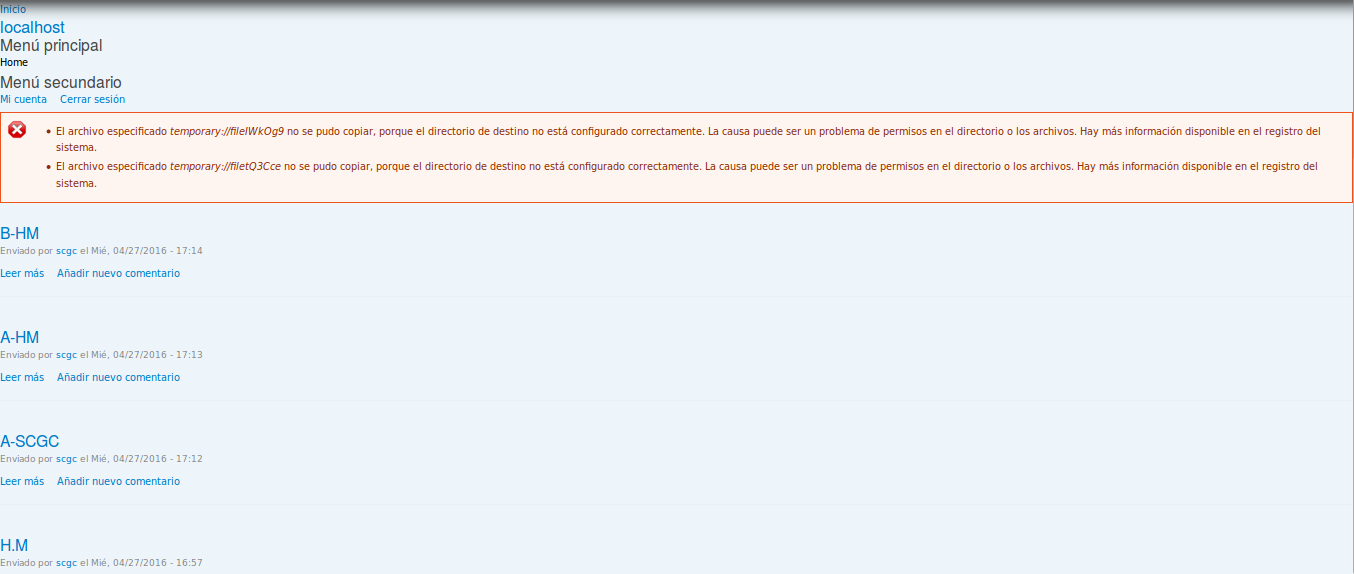 Inicio
localhost
Menú principal
Home
Menú secundario
Mi cuenta Cerrar sesión
El archivo especificado temporary://fileIWkOg9 no se pudo copiar, porque el directorio de destino no está configurado correctamente. La causa puede ser un problema de permisos en el directorio o los archivos. Hay más información disponible en el registro del
sistema.
El archivo especificado temporary://filetQ3Cce no se pudo copiar, porque el directorio de destino no está configurado correctamente. La causa puede ser un problema de permisos en el directorio o los archivos. Hay más información disponible en el registro del
sistema.
B-HM
Enviado por scgc el Mié, 04/27/2016 - 17:14
Leer más Añadir nuevo comentario
A-HM
Enviado por scgc el Mié, 04/27/2016 - 17:13
Leer más Añadir nuevo comentario
A-SCGC
Enviado por scgc el Mié, 04/27/2016 - 17:12
Leer más Añadir nuevo comentario
H.M
Enviado por scgc el Mié, 04/27/2016 - 16:57